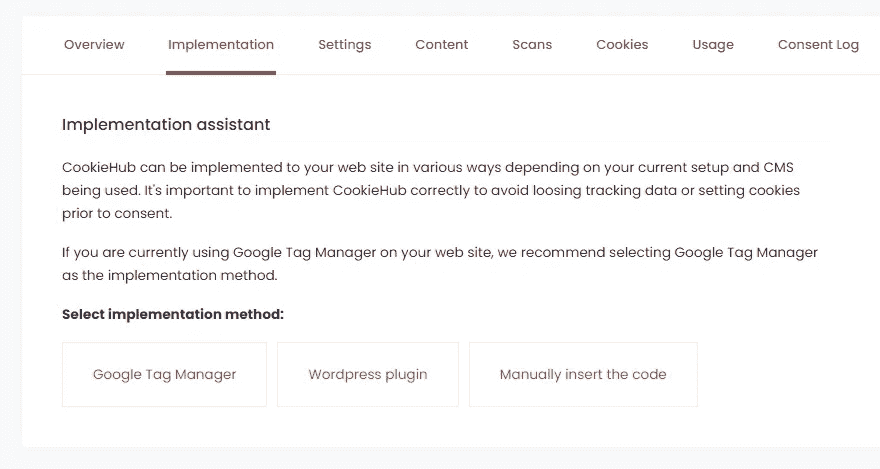 Overview Implementation Settings Content Scans Cookies Usage Consent Log
Implementation assistant
CookieHub can be implemented to your web site in various ways depending on your current setup and CMS
being used. It's important to implement CookieHub correctly to avoid loosing tracking data or setting cookies
prior to consent.
If you are currently using Google Tag Manager on your web site, we recommend selecting Google Tag Manager
as the implementation method.
Select implementation method:
Google Tag Manager Wordpress plugin Manually insert the code